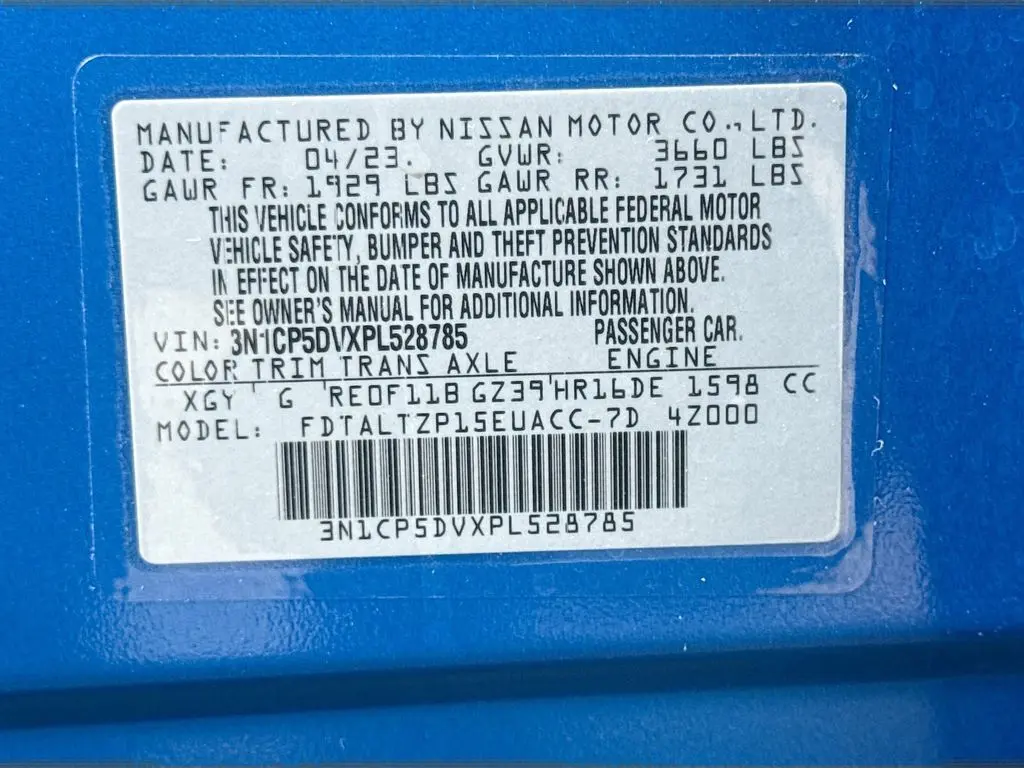 MANUFACTURED BY NISSAN MOTOR CO.,LTD.
DATE: 04/23. GVWR: 3660 LBS
GAWR FR: 1929 LBS GAWR RR: 1731 LBS
THIS VEHICLE CONFORMS TO ALL APPLICABLE FEDERAL MOTOR
VEHICLE SAFETY, BUMPER AND THEFT PREVENTION STANDARDS
IN EFFECT ON THE DATE OF MANUFACTURE SHOWN ABOVE.
SEE OWNER'S MANUAL FOR ADDITIONAL INFORMATION.
VIN: 3N1CP5DVXPL528785 PASSENGER CAR.
COLOR TRIM TRANS AXLE ENGINE
XGY G RE0F11B GZ39 HR16DE 1598 CC
MODEL: FDTALTZP15EUACC-7D 4Z000
3N1CP5DVXPL528785